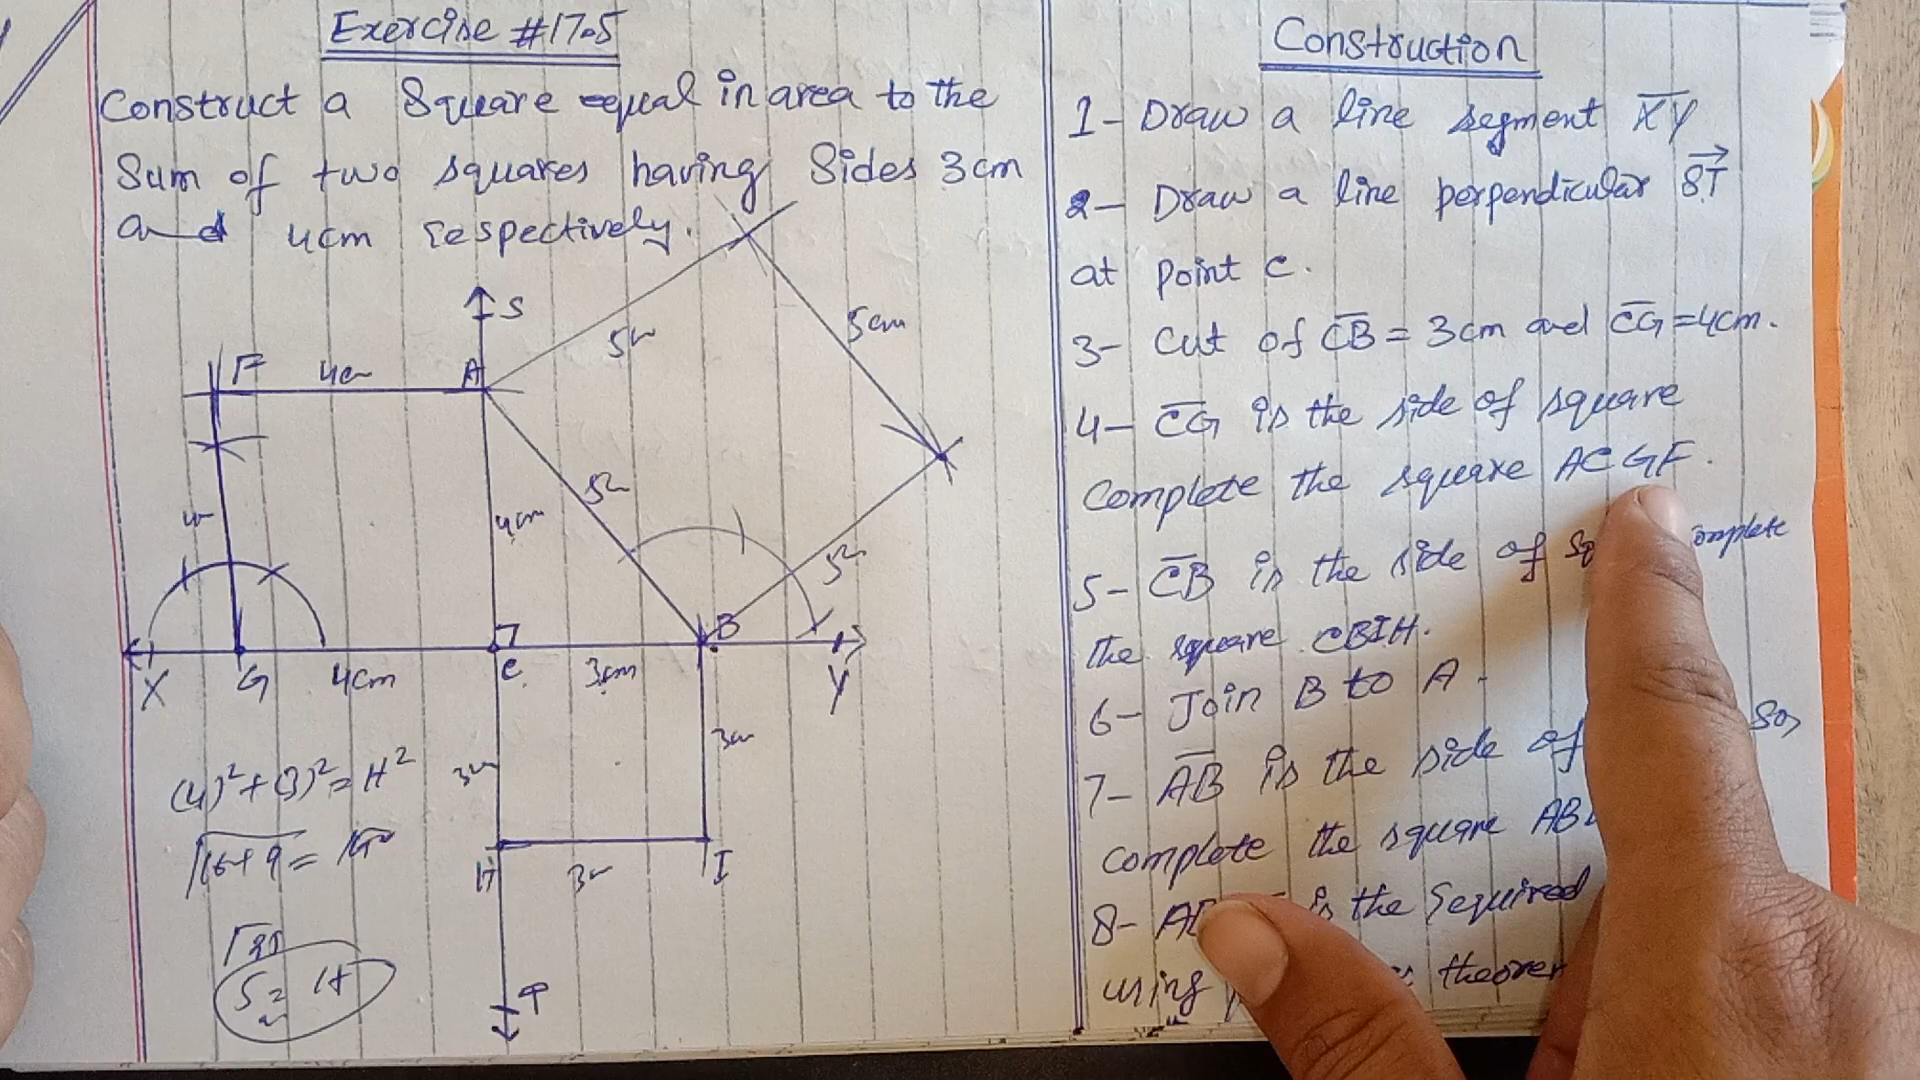 Exercise #17.5
Construct a Square equal in area to the
Sum of two squares having Sides 3cm
and 4cm respectively.
S
F
4cm
A
5cm
5cm
4cm
5cm
5cm
B
X
G
4cm
C
3cm
Y
3cm
3cm
H
3cm
I
T
(4)²+(3)²=H²
√16+9=
5=H
Construction
1- Draw a line segment XY
2- Draw a line perpendicular ST
at point C.
3- Cut of CB = 3cm and CG=4cm.
4- CG is the side of square
Complete the square ACGF.
5- CB is the side of complete
the square CBIH.
6- Join B to A.
7- AB is the side of so,
complete the square
8- is the required
using